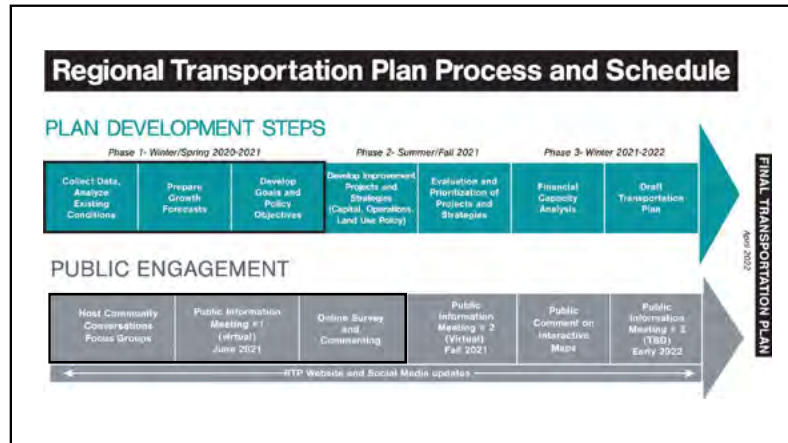 Regional Transportation Plan Process and Schedule
PLAN DEVELOPMENT STEPS
Phase 1- Winter/Spring 2020-2021
Phase 2- Summer/Fall 2021
Phase 3- Winter 2021-2022
Collect Data,
Analyze
Existing
Conditions
Prepare
Growth
Forecasts
Develop
Goals and
Policy
Objectives
Develop Improvement
Projects and
Strategies
(Capital, Operations,
Land Use Policy)
Evaluation and
Prioritization of
Projects and
Strategies
Financial
Capacity
Analysis
Draft
Transportation
Plan
FINAL TRANSPORTATION PLAN
April 2022
PUBLIC ENGAGEMENT
Host Community
Conversations
Focus Groups
Public Information
Meeting #1
(virtual)
June 2021
Online Survey
and
Commenting
Public
Information
Meeting # 2
(Virtual)
Fall 2021
Public
Comment on
Interactive
Maps
Public
Information
Meeting # 3
(TBD)
Early 2022
RTP Website and Social Media updates